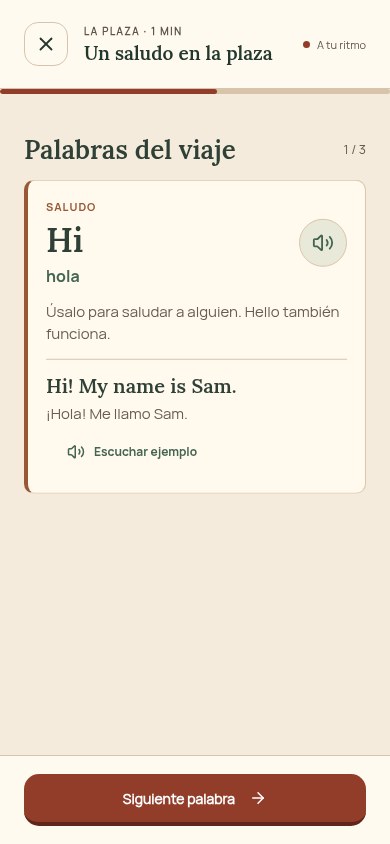 LA PLAZA · 1 MIN
Un saludo en la plaza
A tu ritmo
Palabras del viaje
1 / 3
SALUDO
Hi
hola
Úsalo para saludar a alguien. Hello también
funciona.
Hi! My name is Sam.
¡Hola! Me llamo Sam.
Escuchar ejemplo
Siguiente palabra